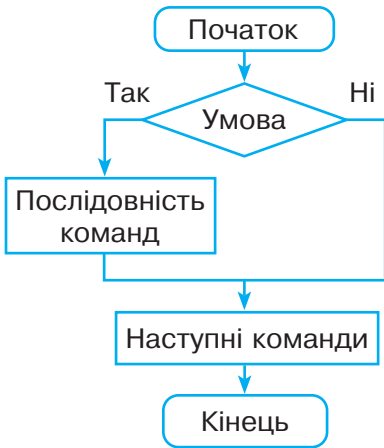 Початок
Так
Ні
Умова
Послідовність
команд
Наступні команди
Кінець